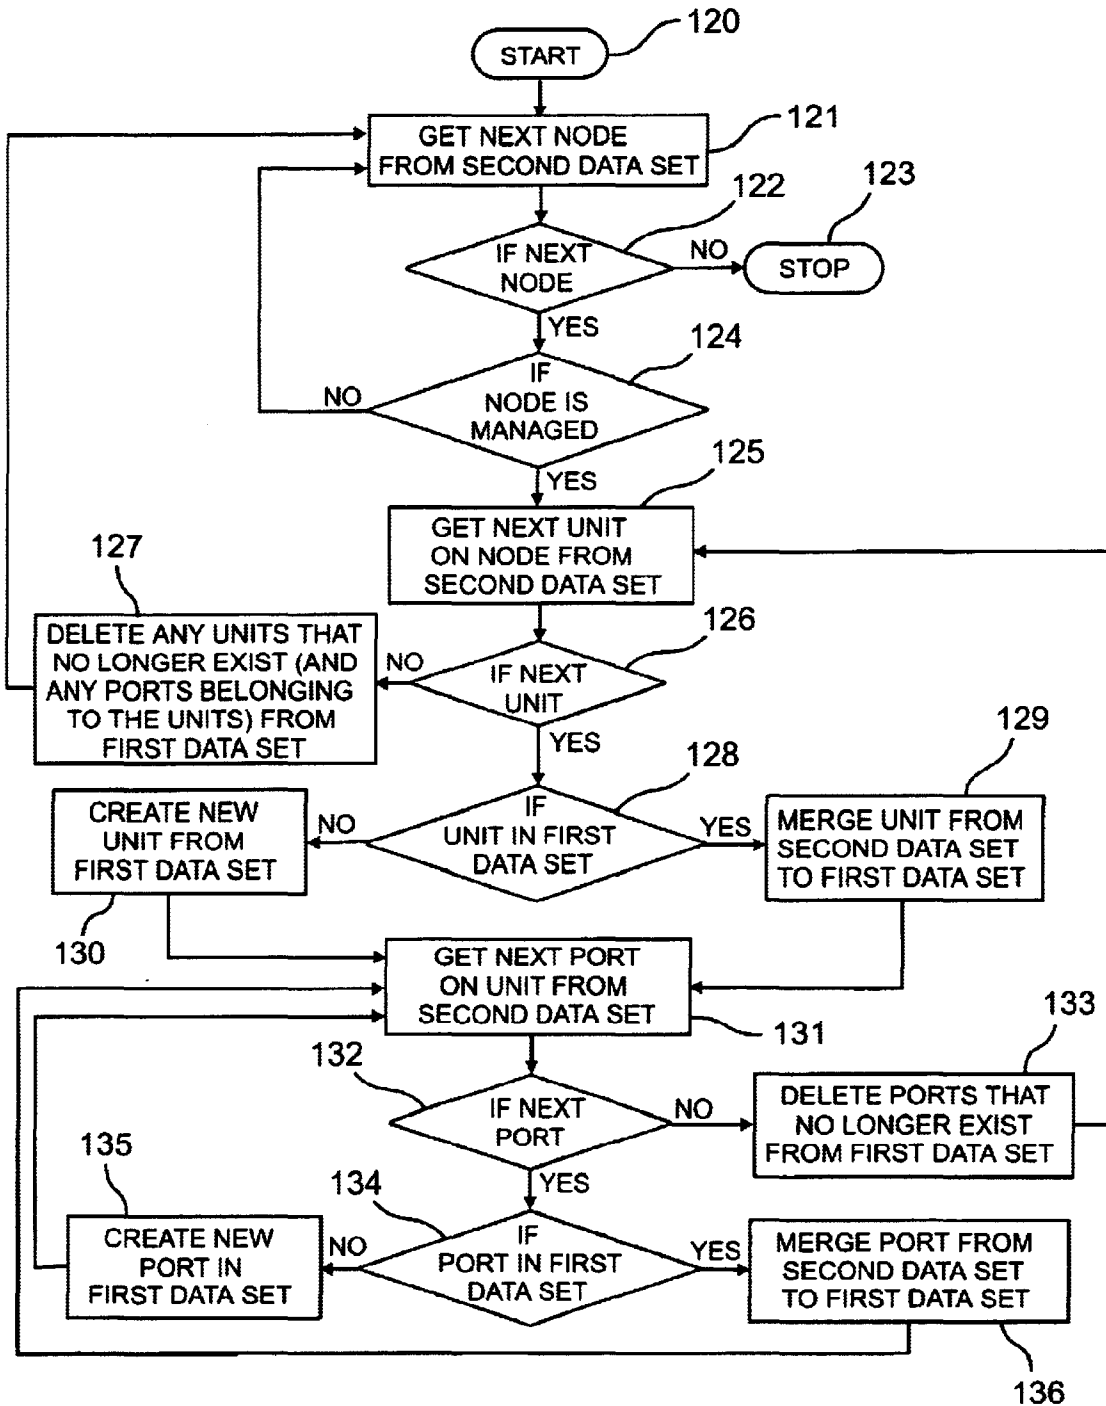 120
START
121
GET NEXT NODE
FROM SECOND DATA SET
122
123
IF NEXT
NODE
NO
STOP
YES
124
IF
NODE IS
MANAGED
NO
YES
125
GET NEXT UNIT
ON NODE FROM
SECOND DATA SET
127
126
DELETE ANY UNITS THAT
NO LONGER EXIST (AND
ANY PORTS BELONGING
TO THE UNITS) FROM
FIRST DATA SET
NO
IF NEXT
UNIT
YES
128
129
CREATE NEW
UNIT FROM
FIRST DATA SET
NO
IF
UNIT IN FIRST
DATA SET
YES
MERGE UNIT FROM
SECOND DATA SET
TO FIRST DATA SET
130
GET NEXT PORT
ON UNIT FROM
SECOND DATA SET
131
133
132
IF NEXT
PORT
NO
DELETE PORTS THAT
NO LONGER EXIST
FROM FIRST DATA SET
YES
135
134
CREATE NEW
PORT IN
FIRST DATA SET
NO
IF
PORT IN FIRST
DATA SET
YES
MERGE PORT FROM
SECOND DATA SET
TO FIRST DATA SET
136